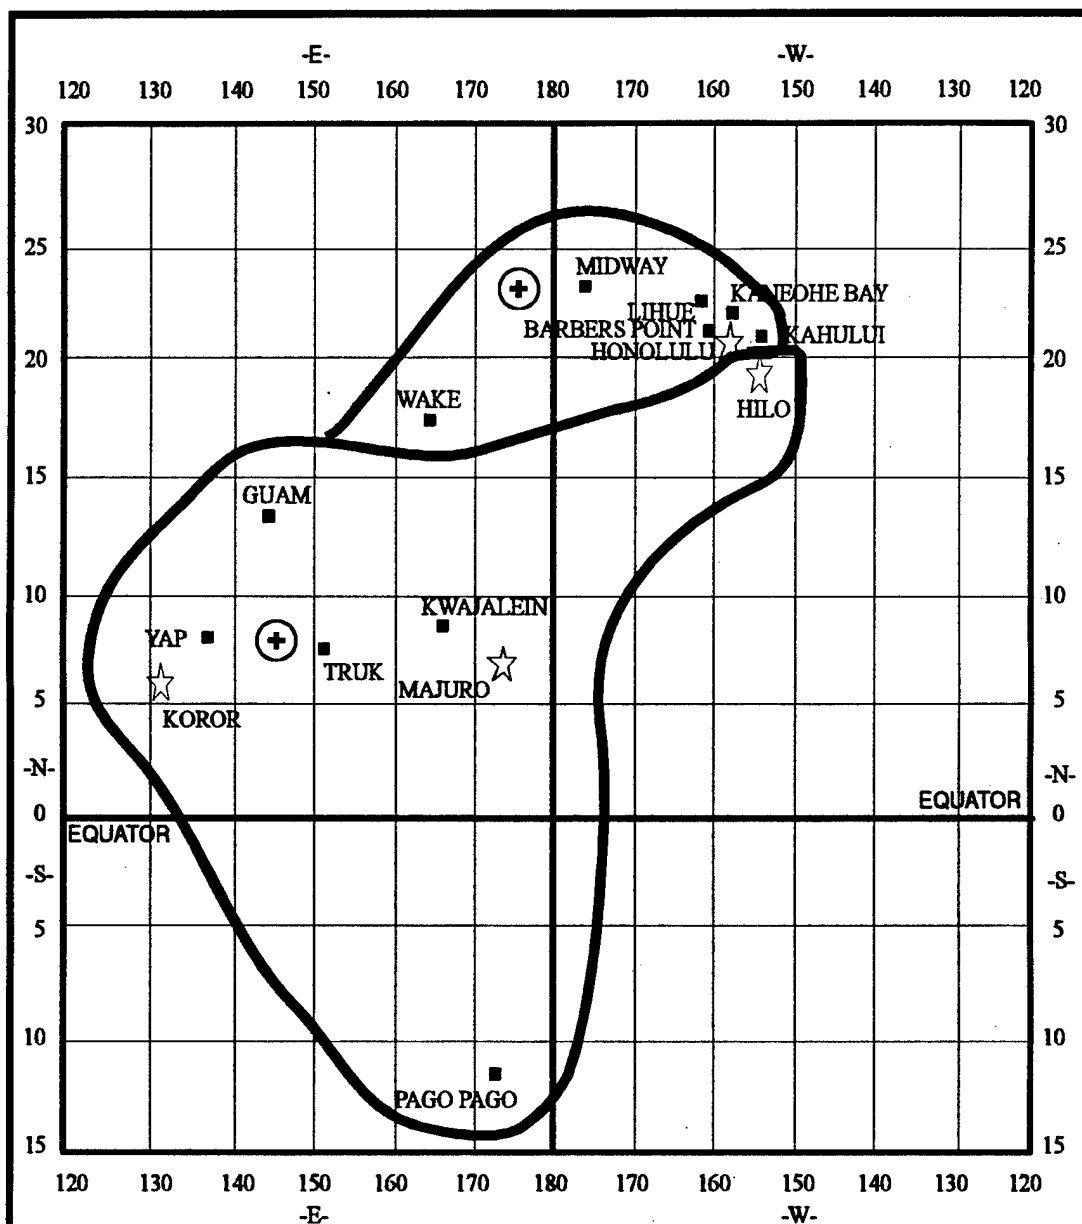 -E- -W-
120 130 140 150 160 170 180 170 160 150 140 130 120
30 30
25 25
MIDWAY
KANEOHE BAY
LIHUE
BARBERS POINT
KAHULUI
HONOLULU
20 20
WAKE
HILO
15 15
GUAM
10 10
KWAJALEIN
YAP
TRUK
MAJURO
KOROR
5 5
-N- -N-
EQUATOR
0 0
EQUATOR
-S- -S-
5 5
10 10
PAGO PAGO
15 15
120 130 140 150 160 170 180 170 160 150 140 130 120
-E- -W-